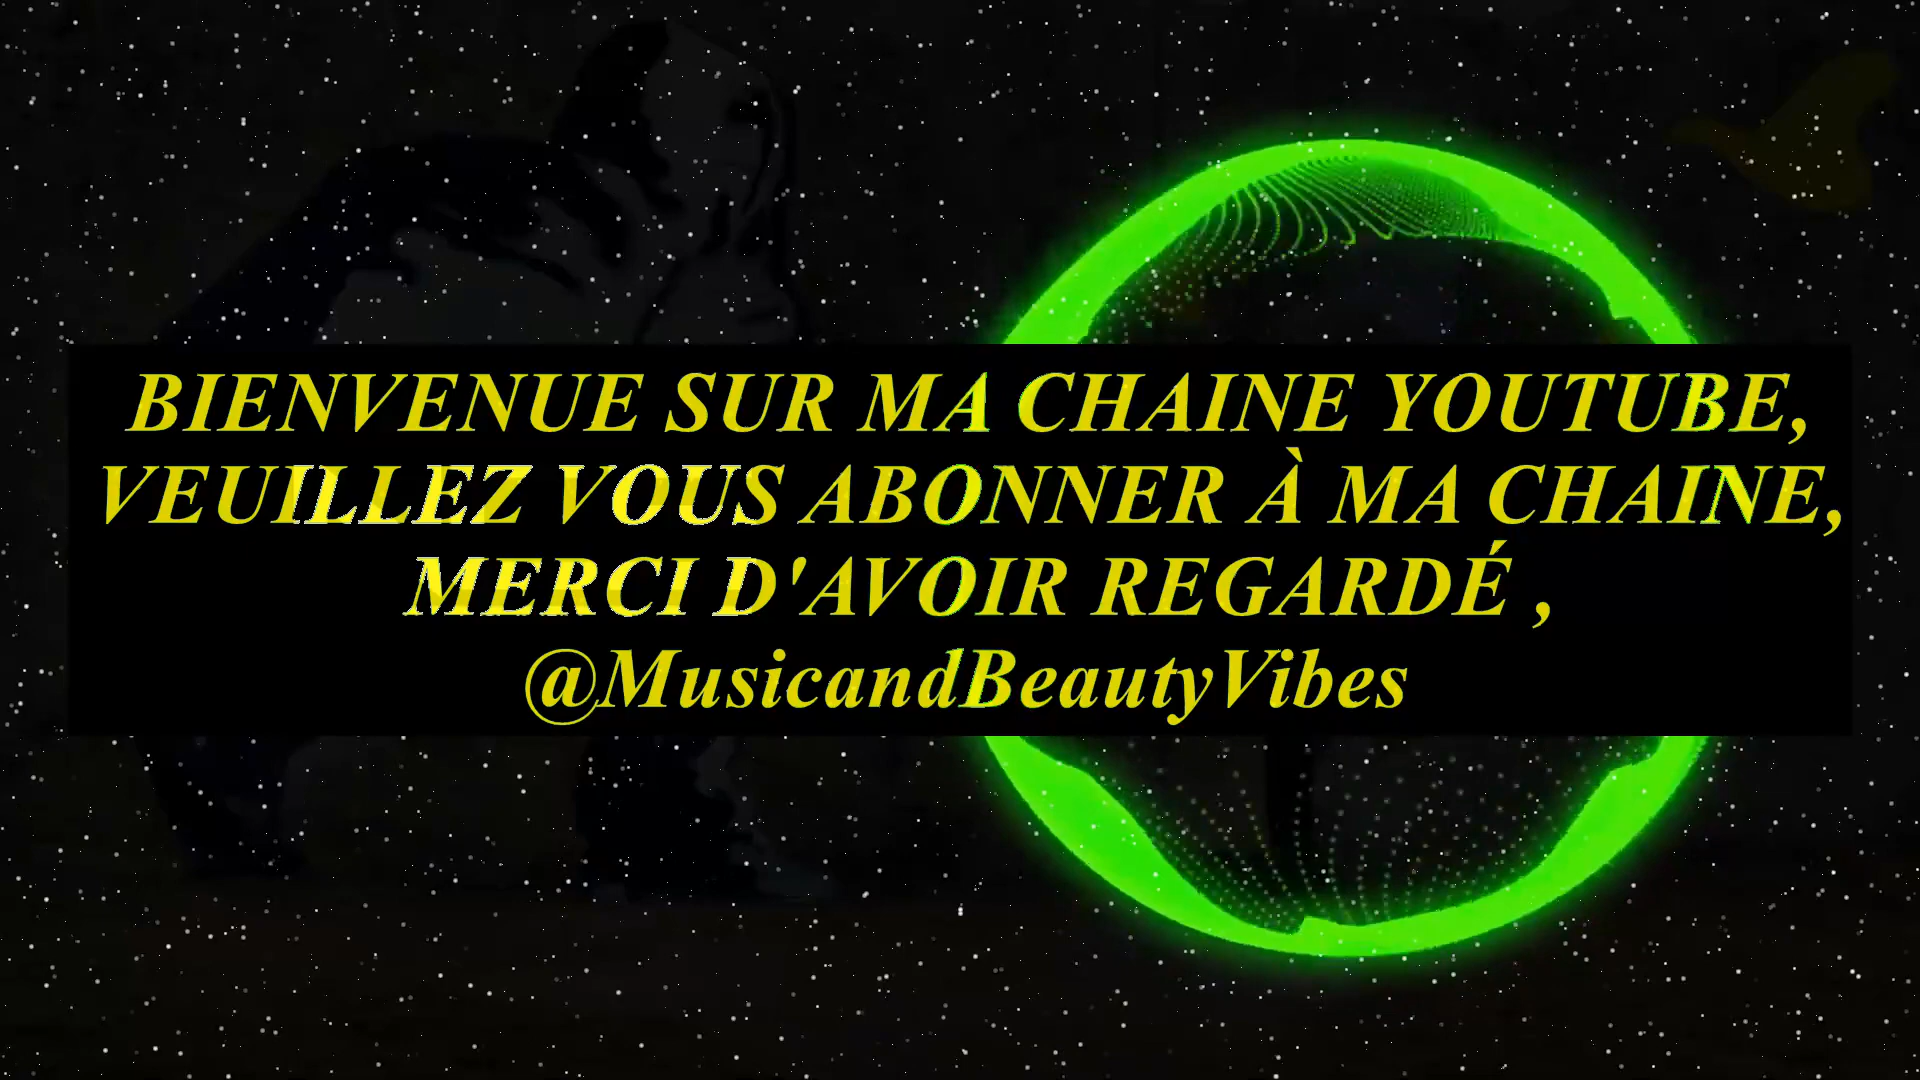 BIENVENUE SUR MA CHAINE YOUTUBE,
VEUILLEZ VOUS ABONNER À MA CHAINE,
MERCI D'AVOIR REGARDÉ ,
@MusicandBeautyVibes